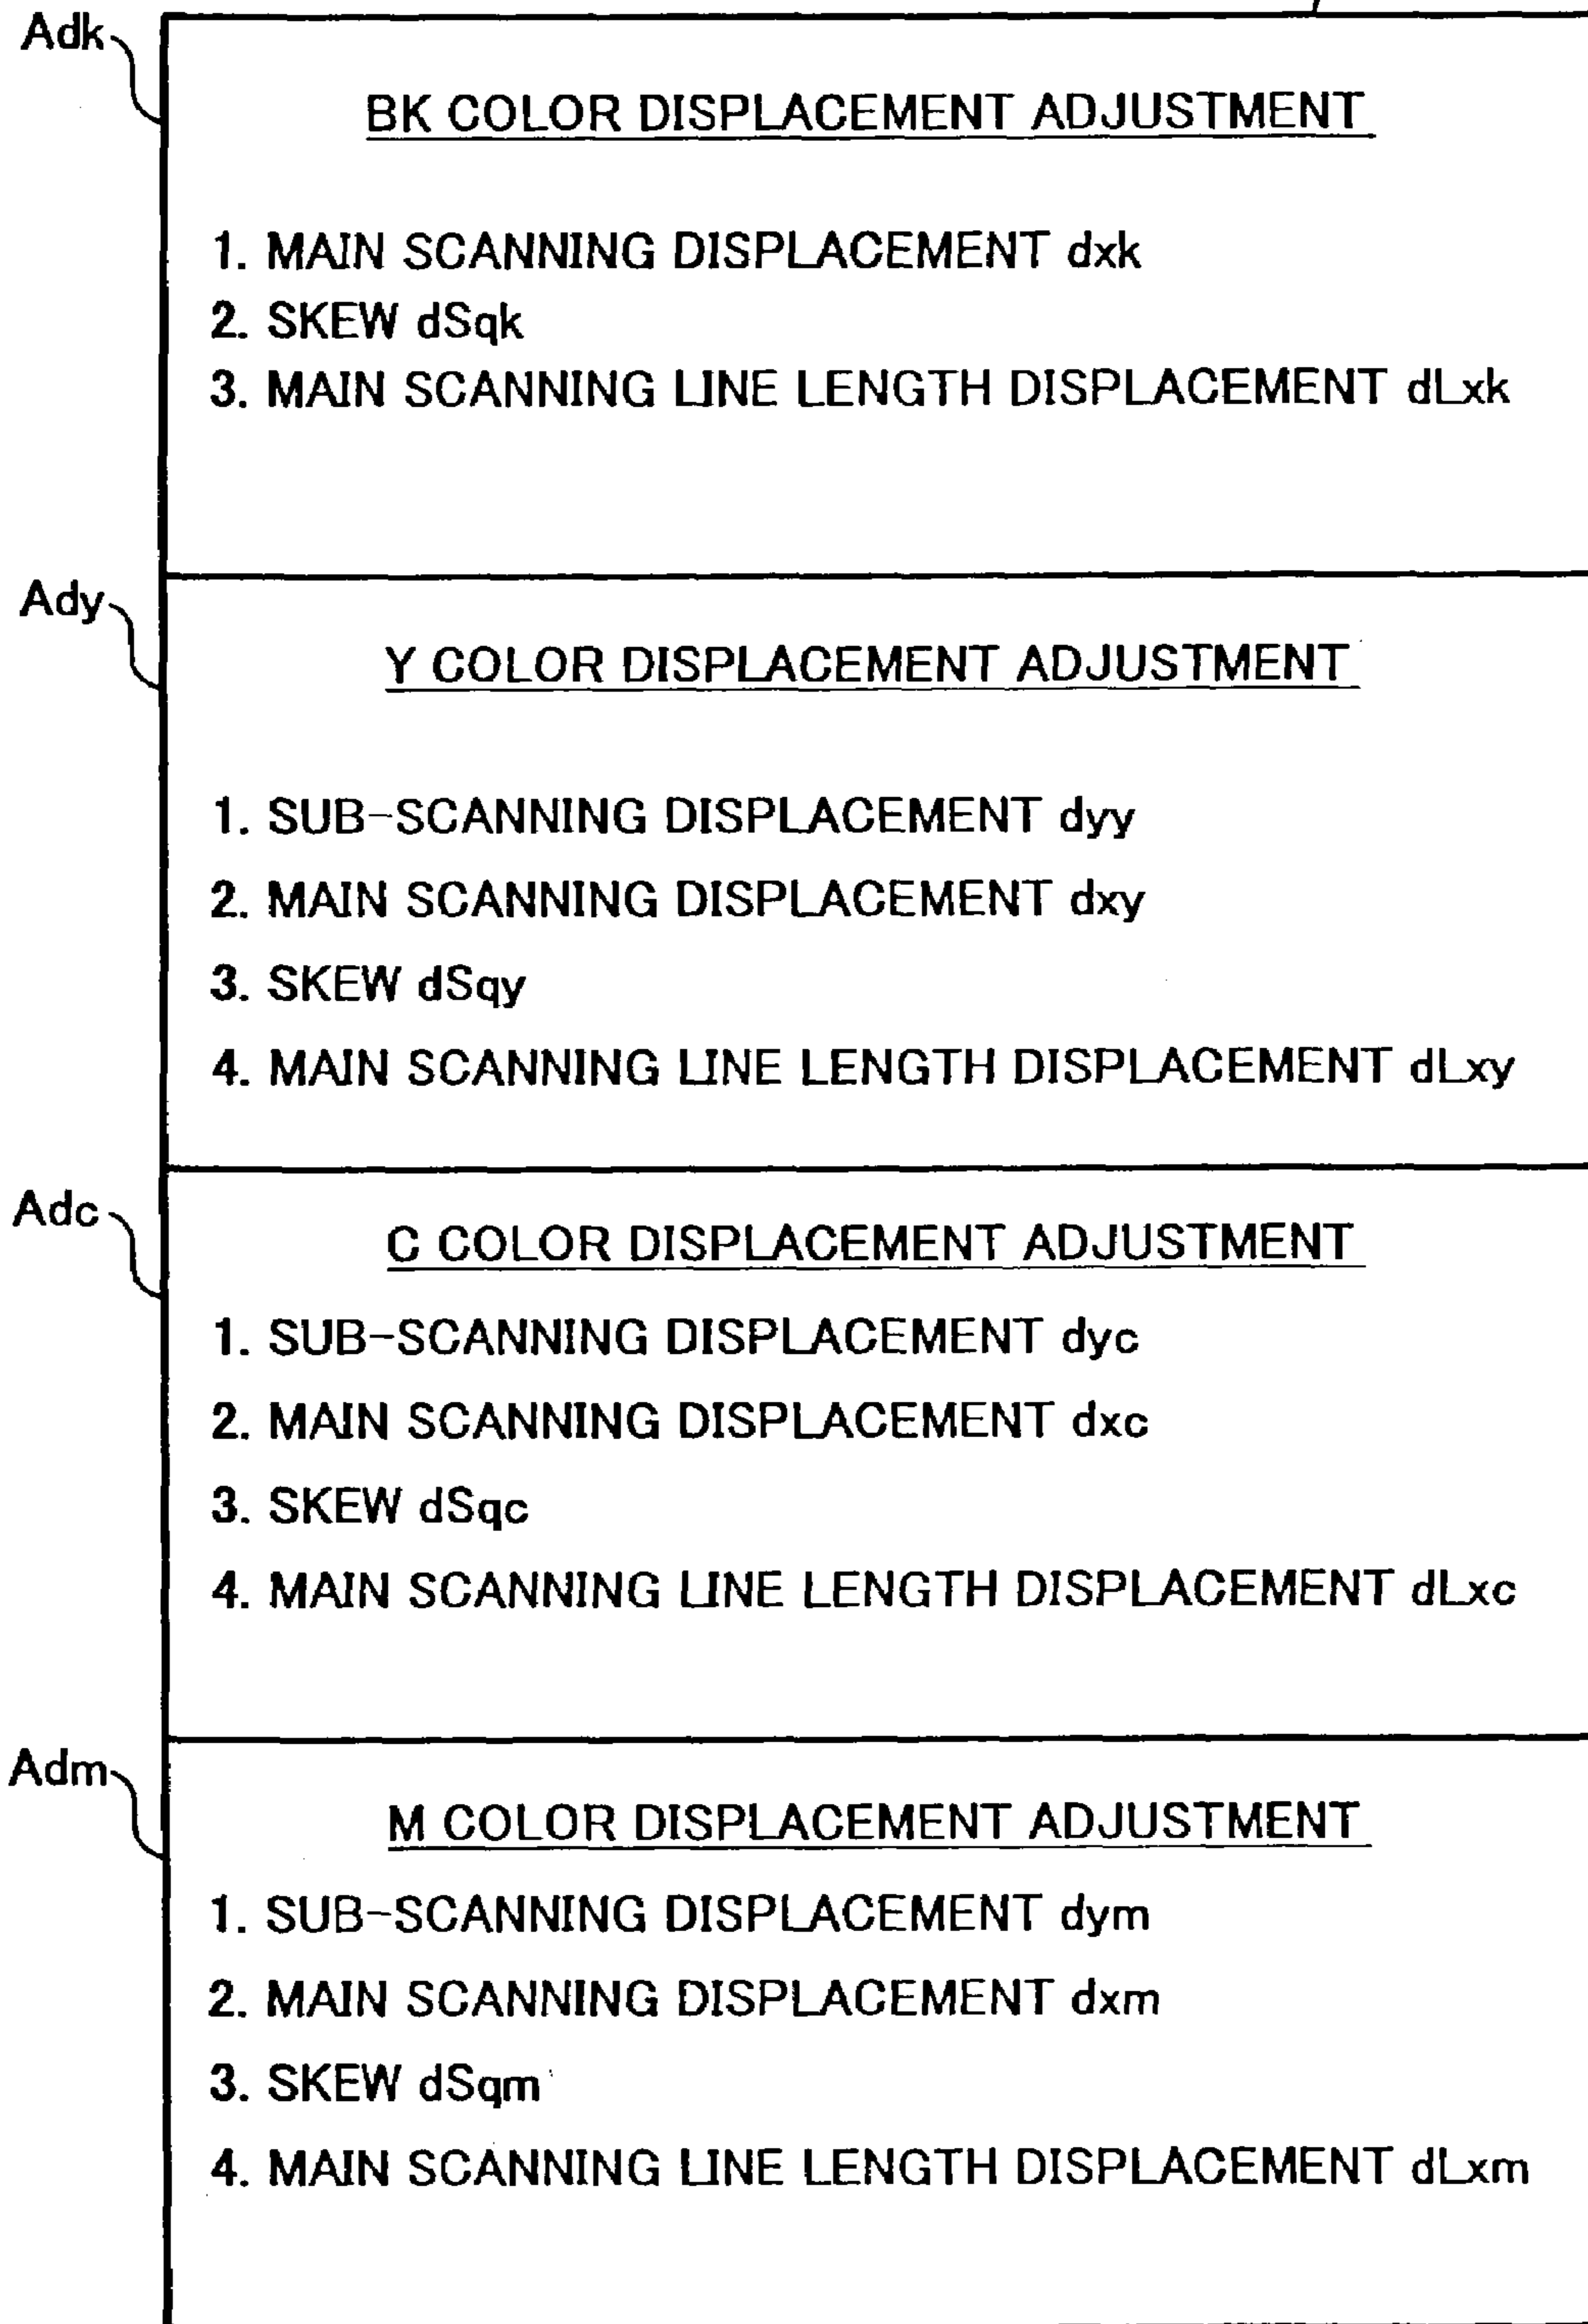 Adk
BK COLOR DISPLACEMENT ADJUSTMENT
1. MAIN SCANNING DISPLACEMENT dxk
2. SKEW dSqk
3. MAIN SCANNING LINE LENGTH DISPLACEMENT dLxk
Ady
Y COLOR DISPLACEMENT ADJUSTMENT
1. SUB-SCANNING DISPLACEMENT dyy
2. MAIN SCANNING DISPLACEMENT dxy
3. SKEW dSqy
4. MAIN SCANNING LINE LENGTH DISPLACEMENT dLxy
Adc
C COLOR DISPLACEMENT ADJUSTMENT
1. SUB-SCANNING DISPLACEMENT dyc
2. MAIN SCANNING DISPLACEMENT dxc
3. SKEW dSqc
4. MAIN SCANNING LINE LENGTH DISPLACEMENT dLxc
Adm
M COLOR DISPLACEMENT ADJUSTMENT
1. SUB-SCANNING DISPLACEMENT dym
2. MAIN SCANNING DISPLACEMENT dxm
3. SKEW dSqm
4. MAIN SCANNING LINE LENGTH DISPLACEMENT dLxm